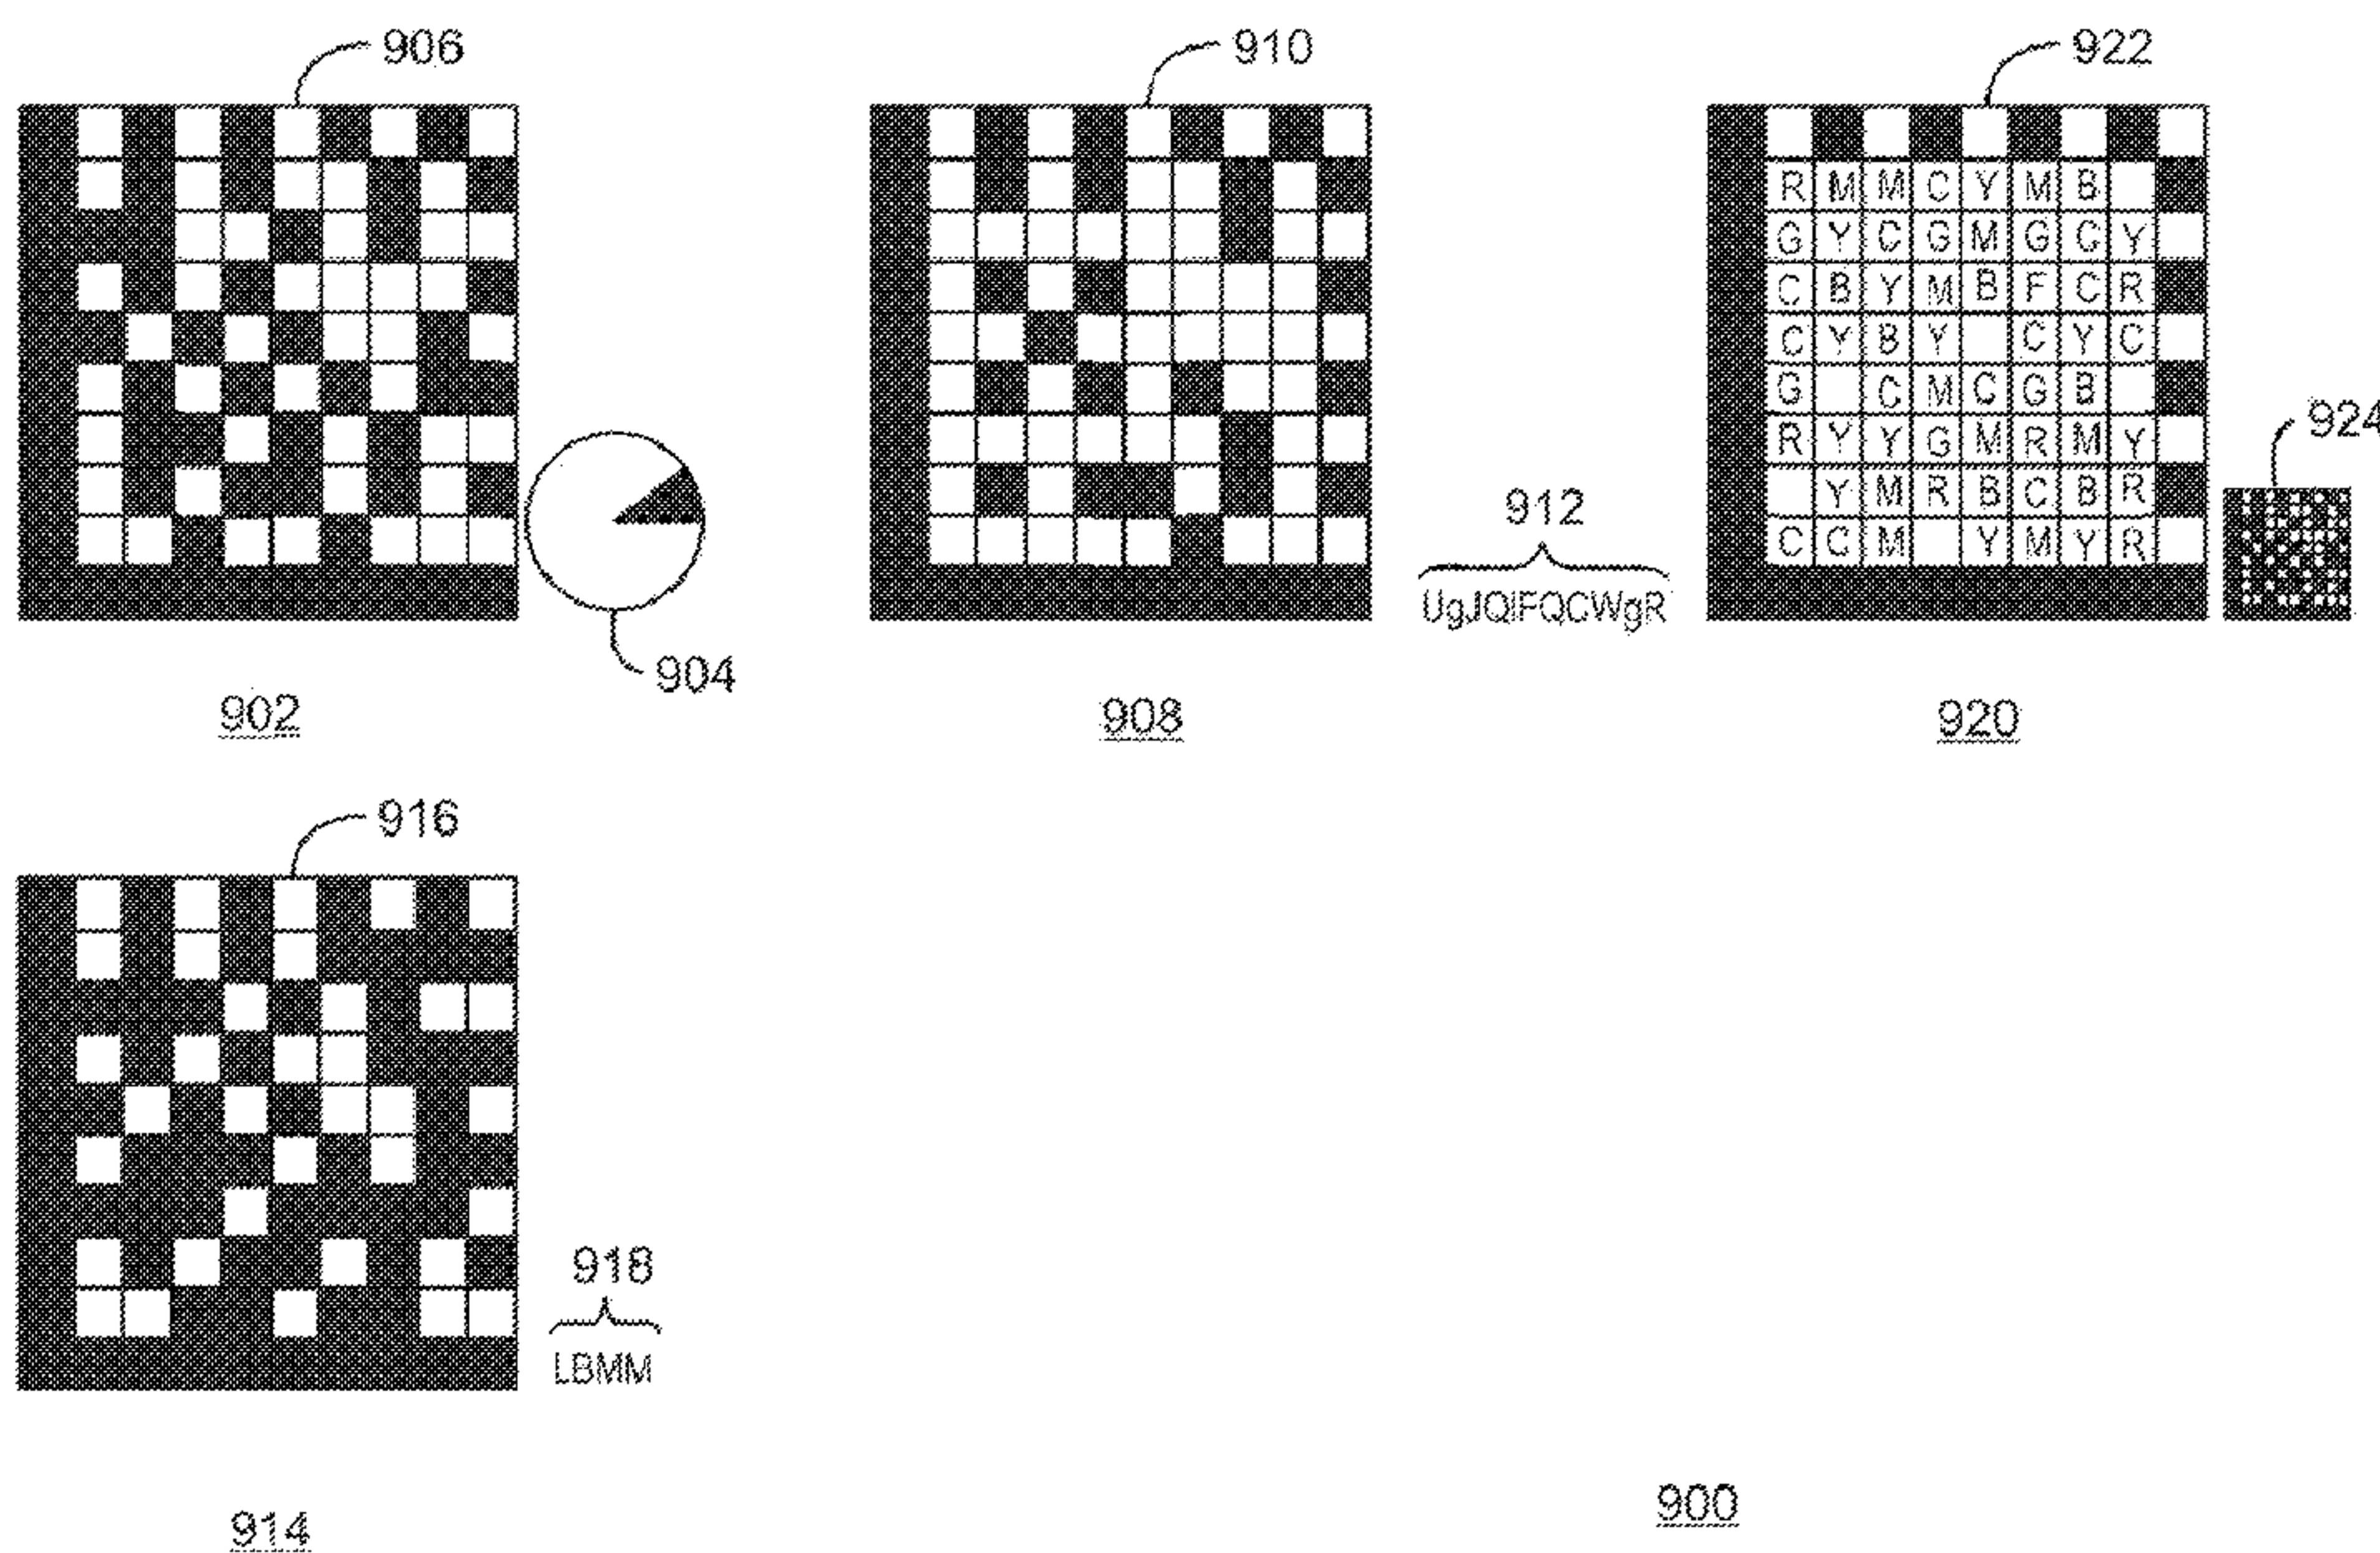 906
910
922
R M M C Y M B
G Y C G M G C Y
C B Y M B F C R
C Y B Y C Y C
G C M C G B
R Y Y G M R M Y
Y M R B C B R
C C M Y M Y R
924
912
UgJQIFQCWgR
904
902
908
920
916
918
LBMM
914
900